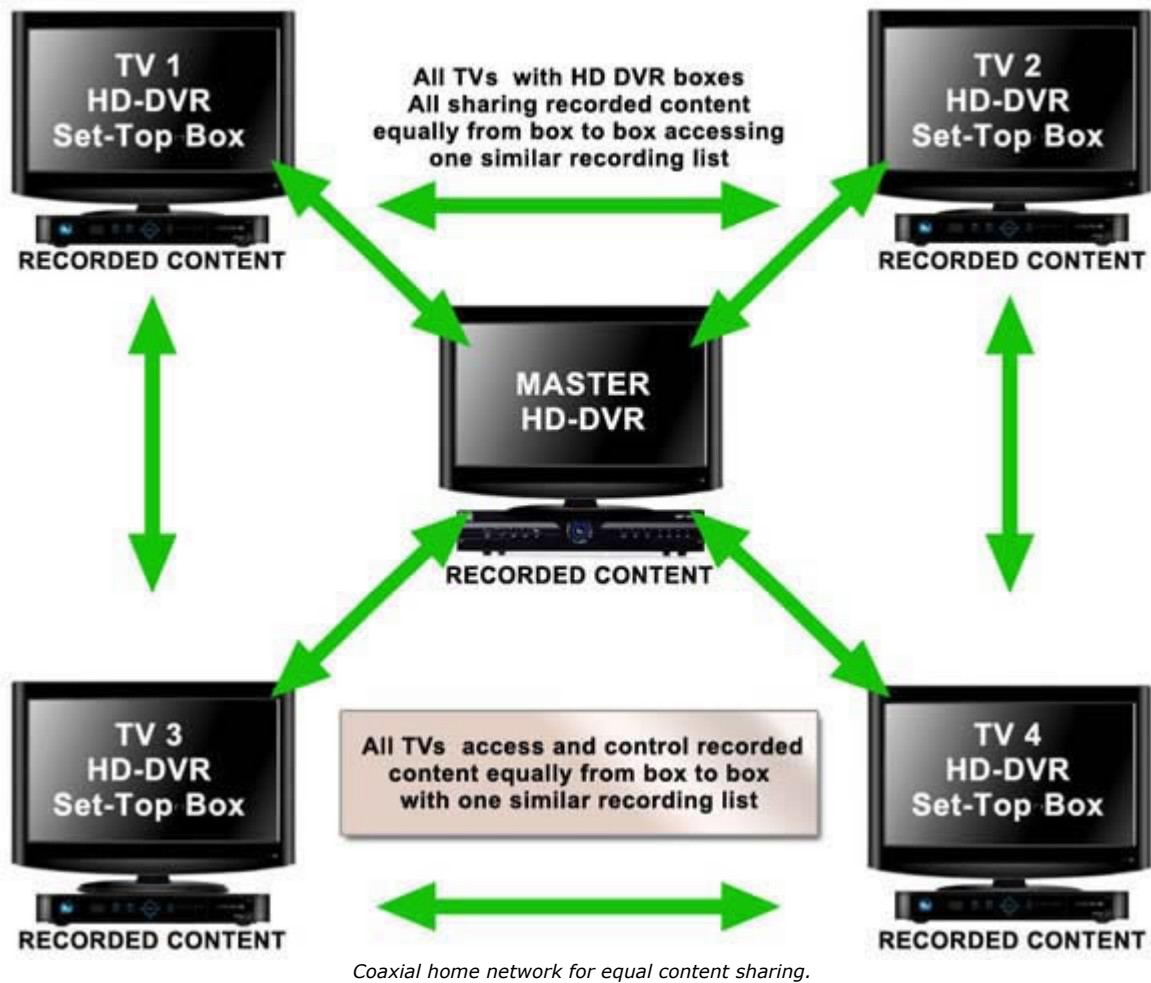 TV 1
HD-DVR
Set-Top Box
RECORDED CONTENT
All TVs with HD DVR boxes
All sharing recorded content
equally from box to box accessing
one similar recording list
TV 2
HD-DVR
Set-Top Box
RECORDED CONTENT
MASTER
HD-DVR
RECORDED CONTENT
TV 3
HD-DVR
Set-Top Box
RECORDED CONTENT
All TVs access and control recorded
content equally from box to box
with one similar recording list
TV 4
HD-DVR
Set-Top Box
RECORDED CONTENT
Coaxial home network for equal content sharing.